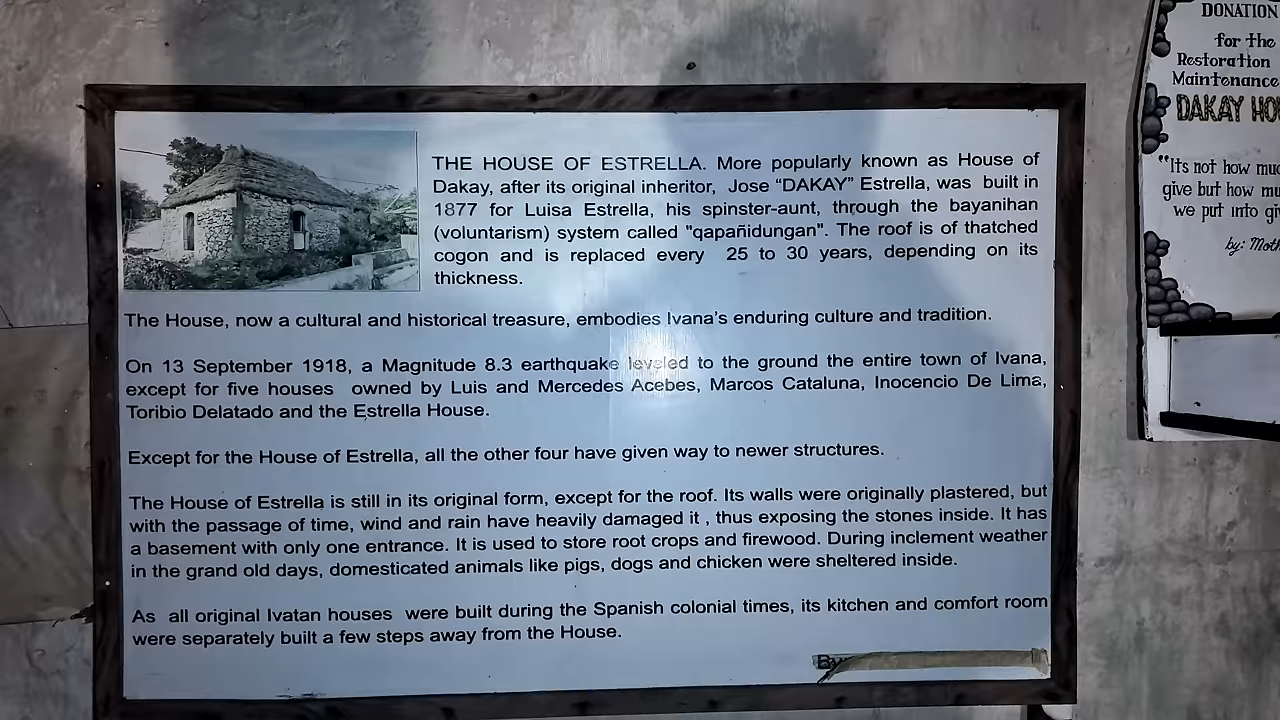 THE HOUSE OF ESTRELLA. More popularly known as House of
Dakay, after its original inheritor, Jose “DAKAY” Estrella, was built in
1877 for Luisa Estrella, his spinster-aunt, through the bayanihan
(voluntarism) system called "qapañidungan". The roof is of thatched
cogon and is replaced every 25 to 30 years, depending on its
thickness.
The House, now a cultural and historical treasure, embodies Ivana’s enduring culture and tradition.
On 13 September 1918, a Magnitude 8.3 earthquake leveled to the ground the entire town of Ivana,
except for five houses owned by Luis and Mercedes Acebes, Marcos Cataluna, Inocencio De Lima,
Toribio Delatado and the Estrella House.
Except for the House of Estrella, all the other four have given way to newer structures.
The House of Estrella is still in its original form, except for the roof. Its walls were originally plastered, but
with the passage of time, wind and rain have heavily damaged it , thus exposing the stones inside. It has
a basement with only one entrance. It is used to store root crops and firewood. During inclement weather
in the grand old days, domesticated animals like pigs, dogs and chicken were sheltered inside.
As all original Ivatan houses were built during the Spanish colonial times, its kitchen and comfort room
were separately built a few steps away from the House.
By
DONATION
for the
Restoration
Maintenance
DAKAY
"Its not how
give but how
we put into
by: